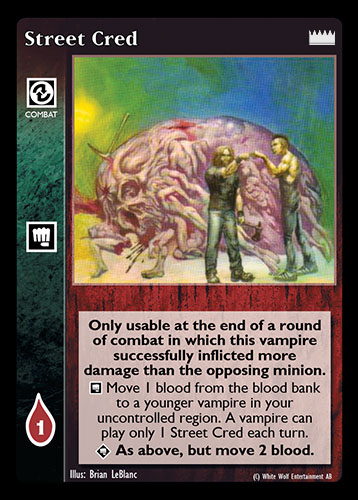 Street Cred
COMBAT
Only usable at the end of a round
of combat in which this vampire
successfully inflicted more
damage than the opposing minion.
Move 1 blood from the blood bank
to a younger vampire in your
uncontrolled region. A vampire can
play only 1 Street Cred each turn.
As above, but move 2 blood.
1
Illus: Brian LeBlanc
(C) White Wolf Entertainment AB